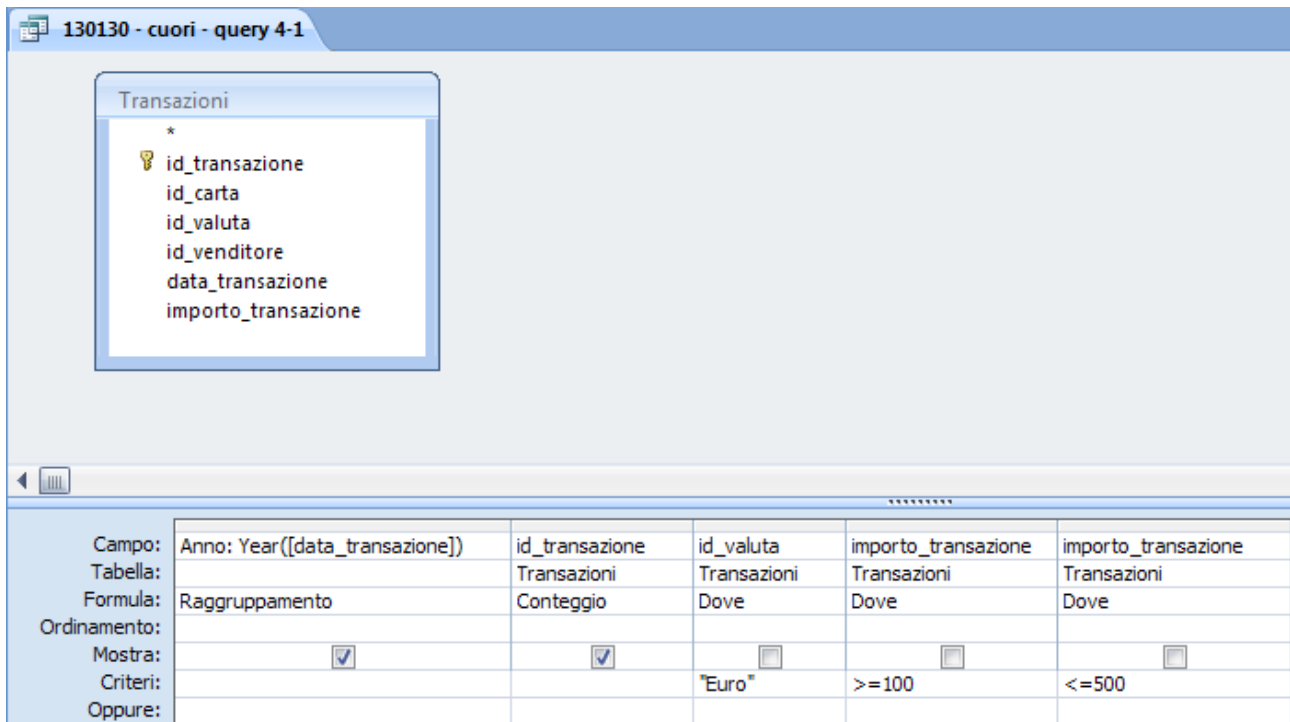 130130 - cuori - query 4-1
Transazioni
*
id_transazione
id_carta
id_valuta
id_venditore
data_transazione
importo_transazione
Campo: Anno: Year([data_transazione]) id_transazione id_valuta importo_transazione importo_transazione
Tabella: Transazioni Transazioni Transazioni Transazioni
Formula: Raggruppamento Conteggio Dove Dove Dove
Ordinamento:
Mostra:
Criteri: "Euro" >=100 <=500
Oppure: